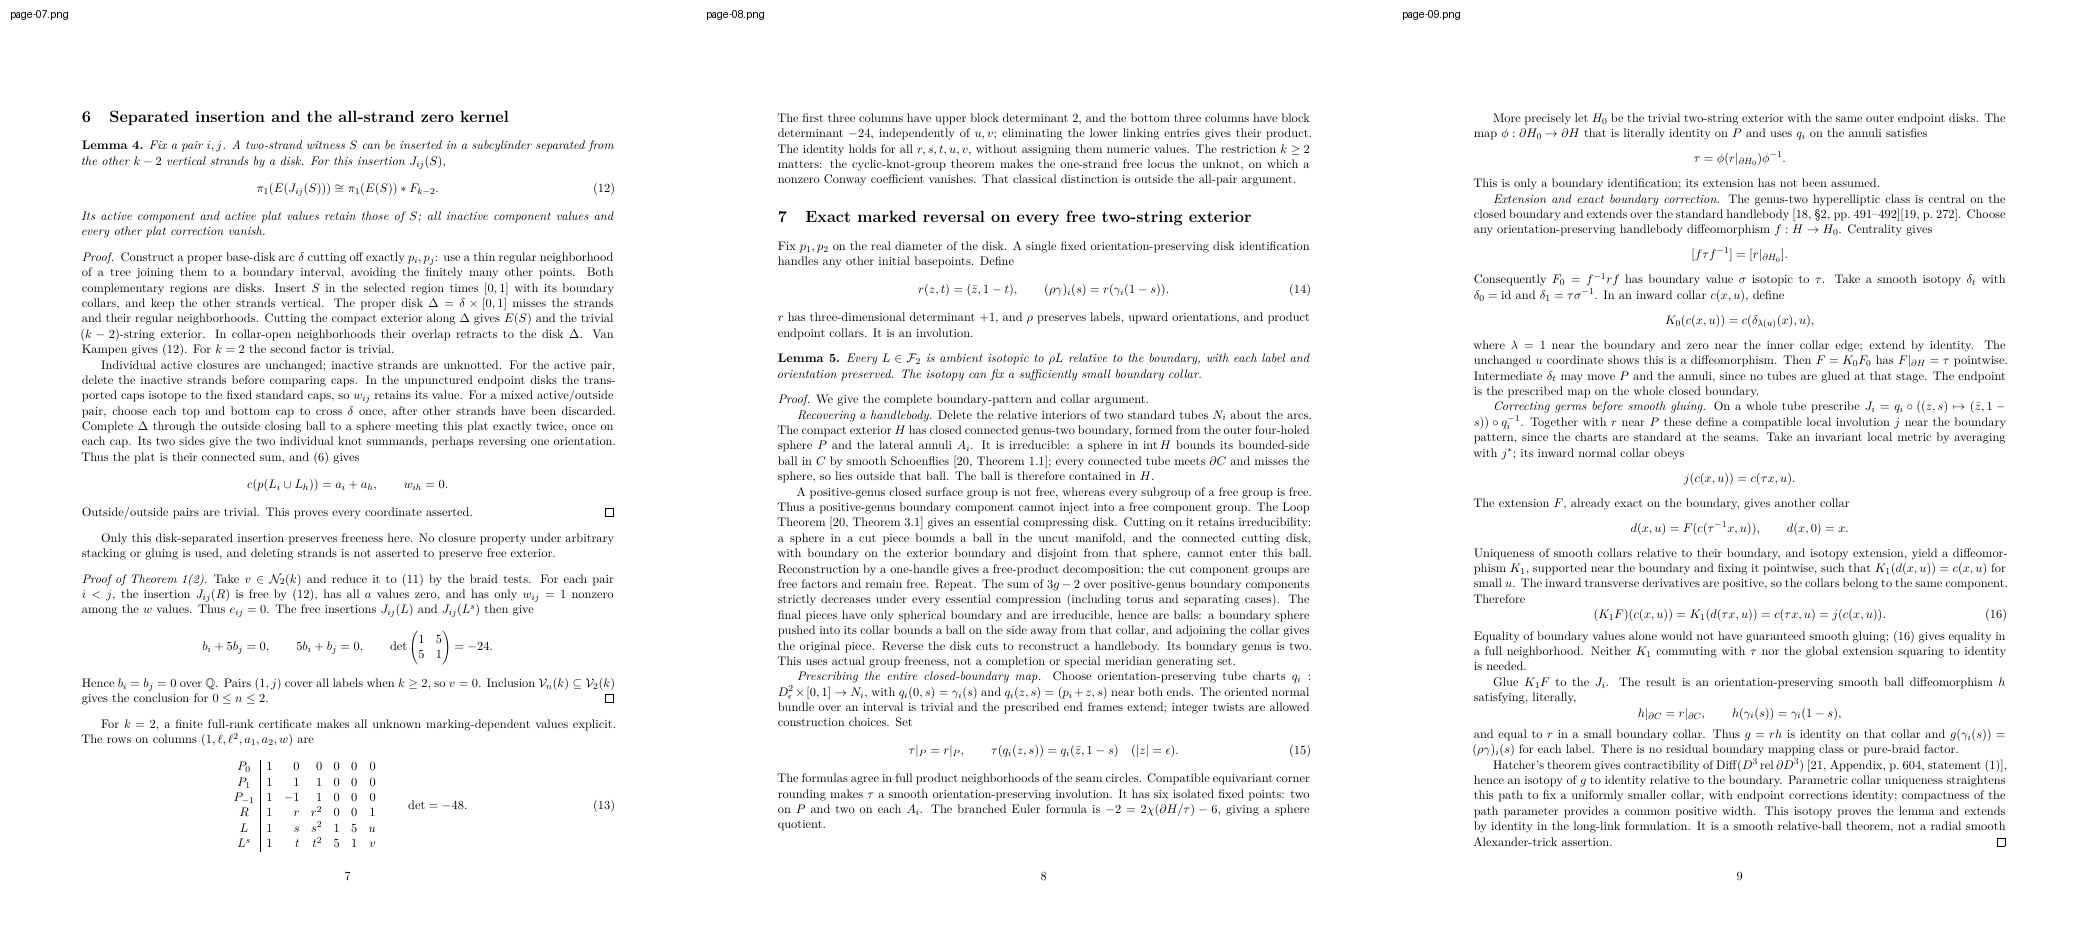 page-07.png
6 Separated insertion and the all-strand zero kernel
Lemma 4. Fix a pair i, j. A two-strand witness S can be inserted in a subcylinder separated from
the other k − 2 vertical strands by a disk. For this insertion J_{ij}(S),
π₁(E(J_{ij}(S))) ≅ π₁(E(S)) ∗ F_{k−2}. (12)
Its active component and active plat values retain those of S; all inactive component values and
every other plat correction vanish.
Proof. Construct a proper base-disk arc δ cutting off exactly p_i, p_j: use a thin regular neighborhood
of a tree joining them to a boundary interval, avoiding the finitely many other points. Both
complementary regions are disks. Insert S in the selected region times [0, 1] with its boundary
collars, and keep the other strands vertical. The proper disk Δ = δ × [0, 1] misses the strands
and their regular neighborhoods. Cutting the compact exterior along Δ gives E(S) and the trivial
(k − 2)-string exterior. In collar-open neighborhoods their overlap retracts to the disk Δ. Van
Kampen gives (12). For k = 2 the second factor is trivial.
Individual active closures are unchanged; inactive strands are unknotted. For the active pair,
delete the inactive strands before comparing caps. In the unpunctured endpoint disks the trans-
ported caps isotope to the fixed standard caps, so w_{ij} retains its value. For a mixed active/outside
pair, choose each top and bottom cap to cross δ once, after other strands have been discarded.
Complete Δ through the outside closing ball to a sphere meeting this plat exactly twice, once on
each cap. Its two sides give the two individual knot summands, perhaps reversing one orientation.
Thus the plat is their connected sum, and (6) gives
c(p(L_i ∪ L_h)) = a_i + a_h, w_{ih} = 0.
Outside/outside pairs are trivial. This proves every coordinate asserted. □
Only this disk-separated insertion preserves freeness here. No closure property under arbitrary
stacking or gluing is used, and deleting strands is not asserted to preserve free exterior.
Proof of Theorem 1(2). Take v ∈ 𝒩₂(k) and reduce it to (11) by the braid tests. For each pair
i < j, the insertion J_{ij}(R) is free by (12), has all a values zero, and has only w_{ij} = 1 nonzero
among the w values. Thus e_{ij} = 0. The free insertions J_{ij}(L) and J_{ij}(L^s) then give
b_i + 5b_j = 0, 5b_i + b_j = 0, det (1 5
5 1) = −24.
Hence b_i = b_j = 0 over ℚ. Pairs (1, j) cover all labels when k ≥ 2, so v = 0. Inclusion 𝒱_n(k) ⊆ 𝒱₂(k)
gives the conclusion for 0 ≤ n ≤ 2. □
For k = 2, a finite full-rank certificate makes all unknown marking-dependent values explicit.
The rows on columns (1, ℓ, ℓ², a₁, a₂, w) are
P₀ 1 0 0 0 0 0
P₁ 1 1 1 0 0 0
P₋₁ 1 −1 1 0 0 0
R 1 r r² 0 0 1 det = −48. (13)
L 1 s s² 1 5 u
L^s 1 t t² 5 1 v
7
page-08.png
The first three columns have upper block determinant 2, and the bottom three columns have block
determinant −24, independently of u, v; eliminating the lower linking entries gives their product.
The identity holds for all r, s, t, u, v, without assigning them numeric values. The restriction k ≥ 2
matters: the cyclic-knot-group theorem makes the one-strand free locus the unknot, on which a
nonzero Conway coefficient vanishes. That classical distinction is outside the all-pair argument.
7 Exact marked reversal on every free two-string exterior
Fix p₁, p₂ on the real diameter of the disk. A single fixed orientation-preserving disk identification
handles any other initial basepoints. Define
r(z, t) = (z̄, 1 − t), (ργ)_i(s) = r(γ_i(1 − s)). (14)
r has three-dimensional determinant +1, and ρ preserves labels, upward orientations, and product
endpoint collars. It is an involution.
Lemma 5. Every L ∈ ℱ₂ is ambient isotopic to ρL relative to the boundary, with each label and
orientation preserved. The isotopy can fix a sufficiently small boundary collar.
Proof. We give the complete boundary-pattern and collar argument.
Recovering a handlebody. Delete the relative interiors of two standard tubes N_i about the arcs.
The compact exterior H has closed connected genus-two boundary, formed from the outer four-holed
sphere P and the lateral annuli A_i. It is irreducible: a sphere in int H bounds its bounded-side
ball in C by smooth Schoenflies [20, Theorem 1.1]; every connected tube meets ∂C and misses the
sphere, so lies outside that ball. The ball is therefore contained in H.
A positive-genus closed surface group is not free, whereas every subgroup of a free group is free.
Thus a positive-genus boundary component cannot inject into a free component group. The Loop
Theorem [20, Theorem 3.1] gives an essential compressing disk. Cutting on it retains irreducibility:
a sphere in a cut piece bounds a ball in the uncut manifold, and the connected cutting disk,
with boundary on the exterior boundary and disjoint from that sphere, cannot enter this ball.
Reconstruction by a one-handle gives a free-product decomposition; the cut component groups are
free factors and remain free. Repeat. The sum of 3g − 2 over positive-genus boundary components
strictly decreases under every essential compression (including torus and separating cases). The
final pieces have only spherical boundary and are irreducible, hence are balls: a boundary sphere
pushed into its collar bounds a ball on the side away from that collar, and adjoining the collar gives
the original piece. Reverse the disk cuts to reconstruct a handlebody. Its boundary genus is two.
This uses actual group freeness, not a completion or special meridian generating set.
Prescribing the entire closed-boundary map. Choose orientation-preserving tube charts q_i :
D²_ϵ × [0, 1] → N_i, with q_i(0, s) = γ_i(s) and q_i(z, s) = (p_i + z, s) near both ends. The oriented normal
bundle over an interval is trivial and the prescribed end frames extend; integer twists are allowed
construction choices. Set
τ|_P = r|_P, τ(q_i(z, s)) = q_i(z̄, 1 − s) (|z| = ϵ). (15)
The formulas agree in full product neighborhoods of the seam circles. Compatible equivariant corner
rounding makes τ a smooth orientation-preserving involution. It has six isolated fixed points: two
on P and two on each A_i. The branched Euler formula is −2 = 2χ(∂H/τ) − 6, giving a sphere
quotient.
8
page-09.png
More precisely let H₀ be the trivial two-string exterior with the same outer endpoint disks. The
map ϕ : ∂H₀ → ∂H that is literally identity on P and uses q_i on the annuli satisfies
τ = ϕ(r|_{∂H₀})ϕ⁻¹.
This is only a boundary identification; its extension has not been assumed.
Extension and exact boundary correction. The genus-two hyperelliptic class is central on the
closed boundary and extends over the standard handlebody [18, §2, pp. 491–492][19, p. 272]. Choose
any orientation-preserving handlebody diffeomorphism f : H → H₀. Centrality gives
[fτf⁻¹] = [r|_{∂H₀}].
Consequently F₀ = f⁻¹rf has boundary value σ isotopic to τ. Take a smooth isotopy δ_t with
δ₀ = id and δ₁ = τσ⁻¹. In an inward collar c(x, u), define
K₀(c(x, u)) = c(δ_{λ(u)}(x), u),
where λ = 1 near the boundary and zero near the inner collar edge; extend by identity. The
unchanged u coordinate shows this is a diffeomorphism. Then F = K₀F₀ has F|_{∂H} = τ pointwise.
Intermediate δ_t may move P and the annuli, since no tubes are glued at that stage. The endpoint
is the prescribed map on the whole closed boundary.
Correcting germs before smooth gluing. On a whole tube prescribe J_i = q_i ∘ ((z, s) ↦ (z̄, 1 −
s)) ∘ q_i⁻¹. Together with r near P these define a compatible local involution j near the boundary
pattern, since the charts are standard at the seams. Take an invariant local metric by averaging
with j*; its inward normal collar obeys
j(c(x, u)) = c(τx, u).
The extension F, already exact on the boundary, gives another collar
d(x, u) = F(c(τ⁻¹x, u)), d(x, 0) = x.
Uniqueness of smooth collars relative to their boundary, and isotopy extension, yield a diffeomor-
phism K₁, supported near the boundary and fixing it pointwise, such that K₁(d(x, u)) = c(x, u) for
small u. The inward transverse derivatives are positive, so the collars belong to the same component.
Therefore
(K₁F)(c(x, u)) = K₁(d(τx, u)) = c(τx, u) = j(c(x, u)). (16)
Equality of boundary values alone would not have guaranteed smooth gluing; (16) gives equality in
a full neighborhood. Neither K₁ commuting with τ nor the global extension squaring to identity
is needed.
Glue K₁F to the J_i. The result is an orientation-preserving smooth ball diffeomorphism h
satisfying, literally,
h|_{∂C} = r|_{∂C}, h(γ_i(s)) = γ_i(1 − s),
and equal to r in a small boundary collar. Thus g = rh is identity on that collar and g(γ_i(s)) =
(ργ)_i(s) for each label. There is no residual boundary mapping class or pure-braid factor.
Hatcher's theorem gives contractibility of Diff(D³ rel ∂D³) [21, Appendix, p. 604, statement (1)],
hence an isotopy of g to identity relative to the boundary. Parametric collar uniqueness straightens
this path to fix a uniformly smaller collar, with endpoint corrections identity; compactness of the
path parameter provides a common positive width. This isotopy proves the lemma and extends
by identity in the long-link formulation. It is a smooth relative-ball theorem, not a radial smooth
Alexander-trick assertion. □
9